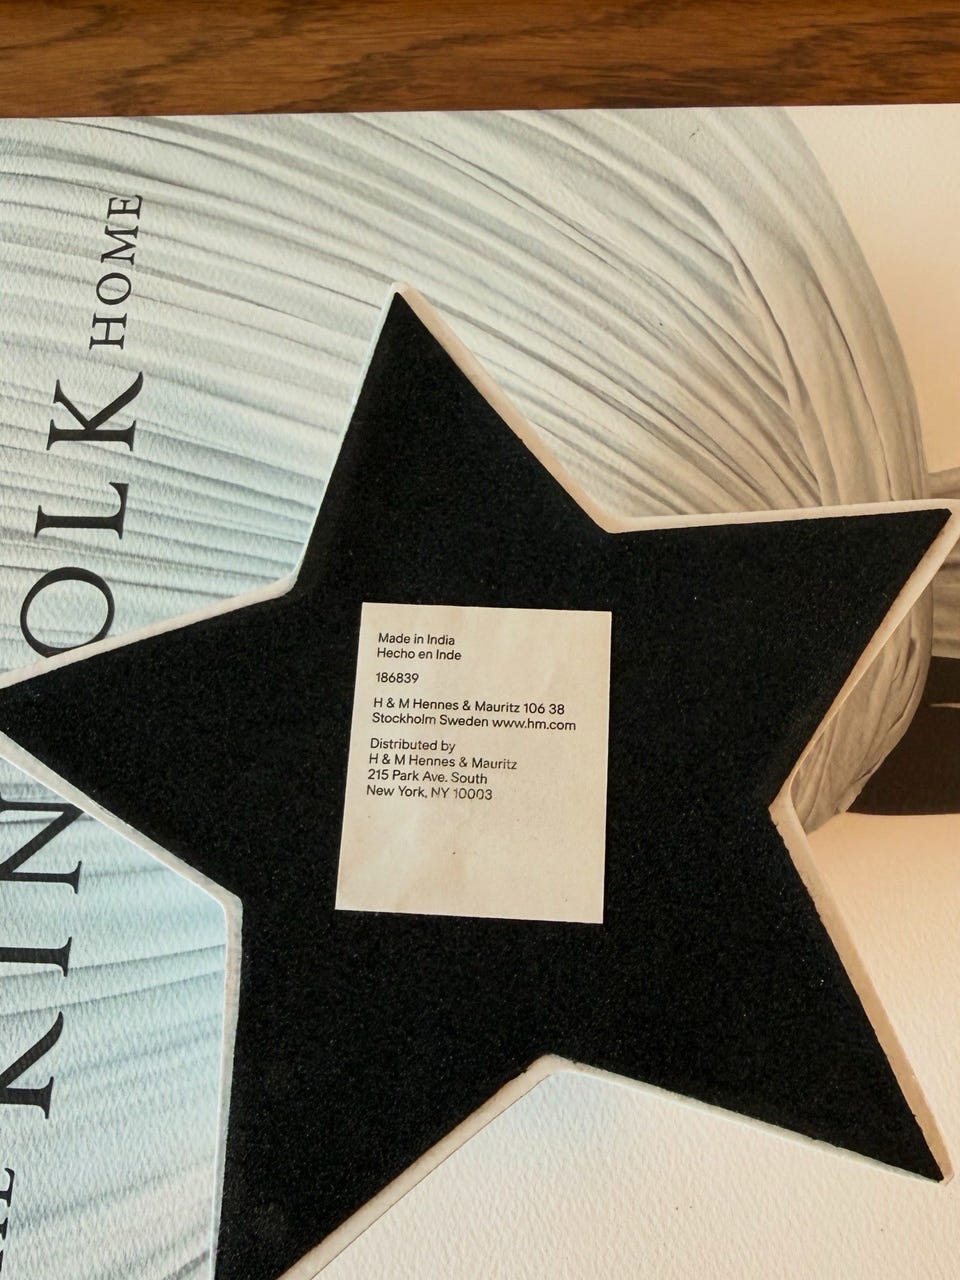 Made in India
Hecho en Inde
186839
H & M Hennes & Mauritz 106 38
Stockholm Sweden www.hm.com
Distributed by
H & M Hennes & Mauritz
215 Park Ave. South
New York, NY 10003
HOME